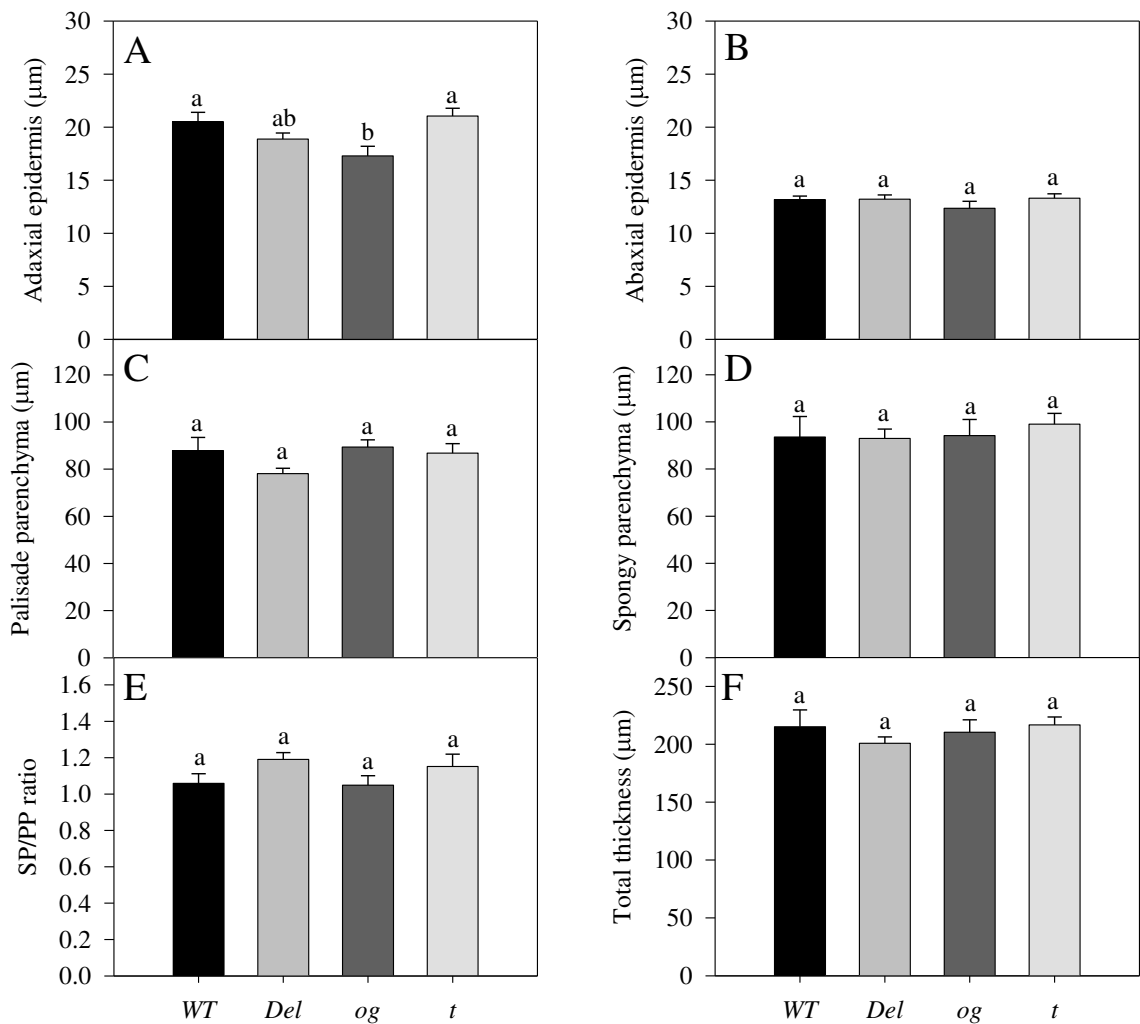 A
Adaxial epidermis (µm)
30
25
20
15
10
5
0
a
ab
b
a
B
Abaxial epidermis (µm)
30
25
20
15
10
5
0
a
a
a
a
C
Palisade parenchyma (µm)
120
100
80
60
40
20
0
a
a
a
a
D
Spongy parenchyma (µm)
120
100
80
60
40
20
0
a
a
a
a
E
SP/PP ratio
1.6
1.4
1.2
1.0
0.8
0.6
0.4
0.2
0.0
a
a
a
a
WT Del og t
F
Total thickness (µm)
250
200
150
100
50
0
a
a
a
a
WT Del og t